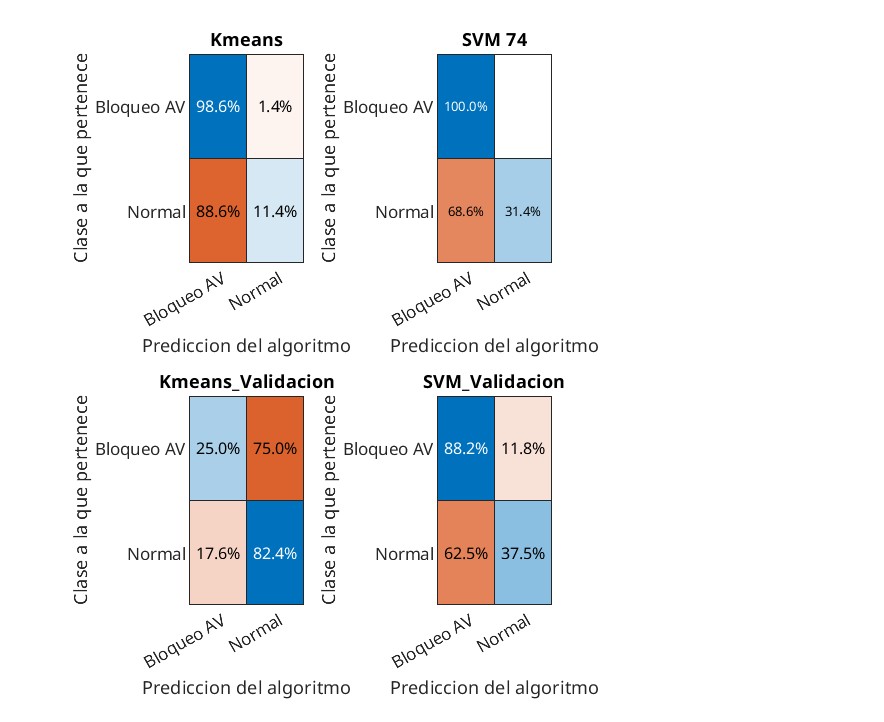 Kmeans
Clase a la que pertenece
Bloqueo AV
98.6% 1.4%
Normal
88.6% 11.4%
Bloqueo AV
Normal
Prediccion del algoritmo
SVM 74
Clase a la que pertenece
Bloqueo AV
100.0%
Normal
68.6% 31.4%
Bloqueo AV
Normal
Prediccion del algoritmo
Kmeans_Validacion
Clase a la que pertenece
Bloqueo AV
25.0% 75.0%
Normal
17.6% 82.4%
Bloqueo AV
Normal
Prediccion del algoritmo
SVM_Validacion
Clase a la que pertenece
Bloqueo AV
88.2% 11.8%
Normal
62.5% 37.5%
Bloqueo AV
Normal
Prediccion del algoritmo